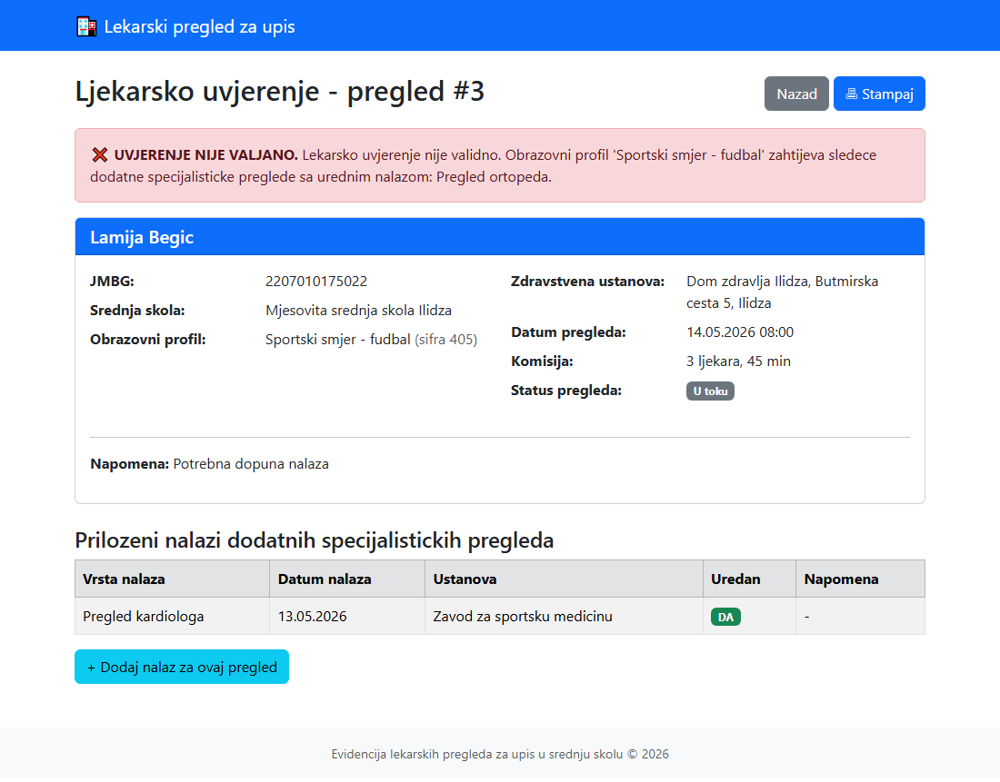 Lekarski pregled za upis
Ljekarsko uvjerenje - pregled #3
Nazad
Stampaj
UVJERENJE NIJE VALJANO. Lekarsko uvjerenje nije validno. Obrazovni profil 'Sportski smjer - fudbal' zahtijeva sledece
dodatne specijalisticke preglede sa urednim nalazom: Pregled ortopeda.
Lamija Begic
JMBG: 2207010175022
Srednja skola: Mjesovita srednja skola Ilidza
Obrazovni profil: Sportski smjer - fudbal (sifra 405)
Zdravstvena ustanova: Dom zdravlja Ilidza, Butmirska
cesta 5, Ilidza
Datum pregleda: 14.05.2026 08:00
Komisija: 3 ljekara, 45 min
Status pregleda: U toku
Napomena: Potrebna dopuna nalaza
Prilozeni nalazi dodatnih specijalistickih pregleda
Vrsta nalaza Datum nalaza Ustanova Uredan Napomena
Pregled kardiologa 13.05.2026 Zavod za sportsku medicinu DA -
+ Dodaj nalaz za ovaj pregled
Evidencija lekarskih pregleda za upis u srednju skolu © 2026